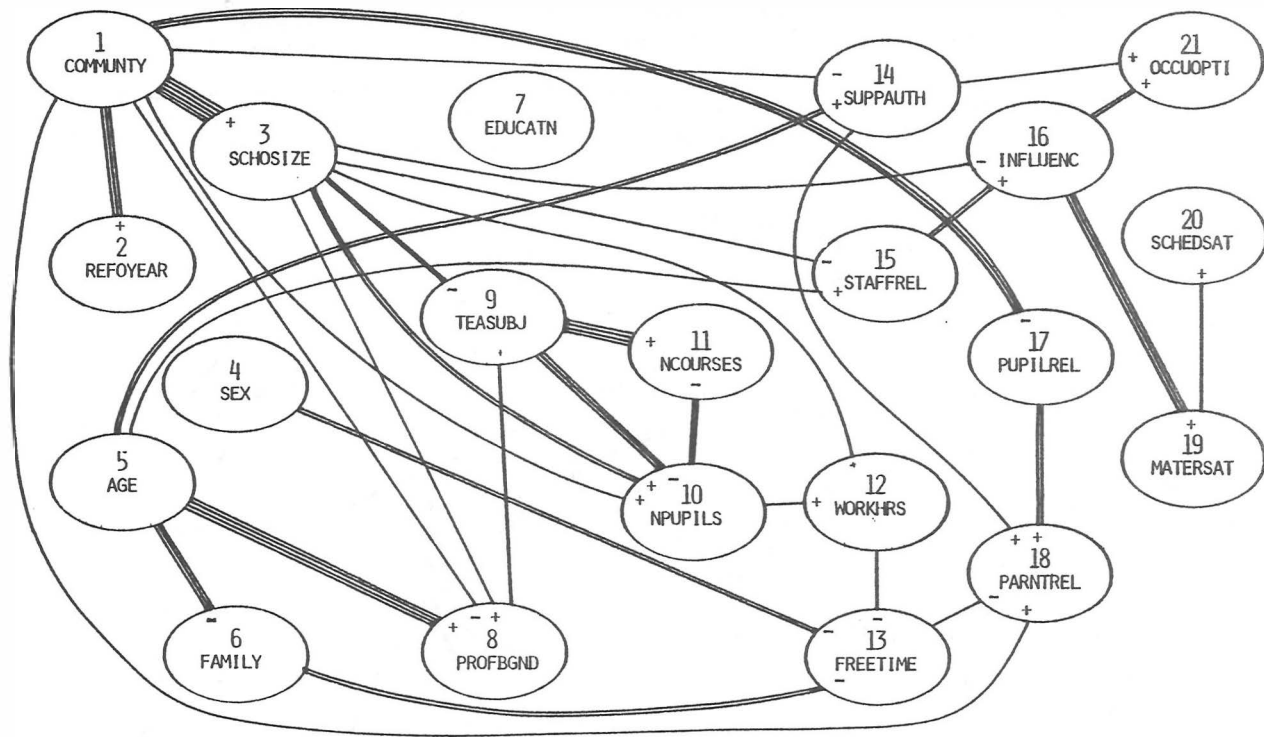 1
COMMUNTY
+
3
SCHOSIZE
+
2
REFOYEAR
7
EDUCATN
-
14
+
SUPPAUTH
+
21
OCCUOPTI
+
16
-
INFLUENC
+
20
SCHEDSAT
+
-
15
+
STAFFREL
-
9
TEASUBJ
+
11
+
NCOURSES
-
-
17
PUPILREL
4
SEX
5
AGE
+
19
MATERSAT
+
+
-
10
NPUPILS
+
12
WORKHRS
+
+
18
-
PARNTREL
+
-
6
FAMILY
+
-
+
8
PROFBGND
-
-
13
-
FREETIME